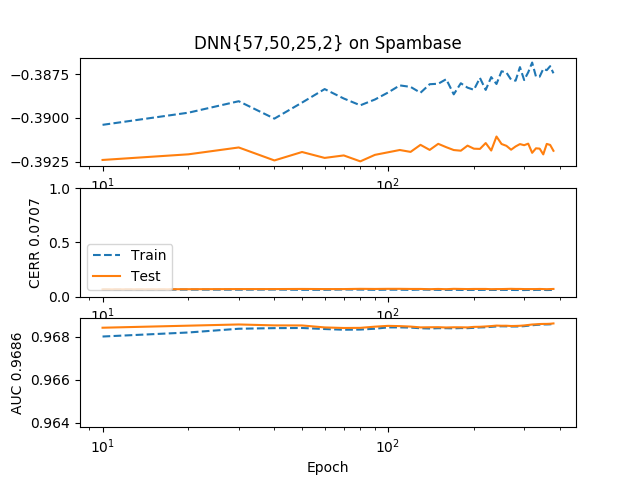 DNN{57,50,25,2} on Spambase
−0.3875
−0.3900
−0.3925
10¹
10²
CERR 0.0707
1.0
0.5
0.0
Train
Test
10¹
10²
AUC 0.9686
0.968
0.966
0.964
10¹
10²
Epoch